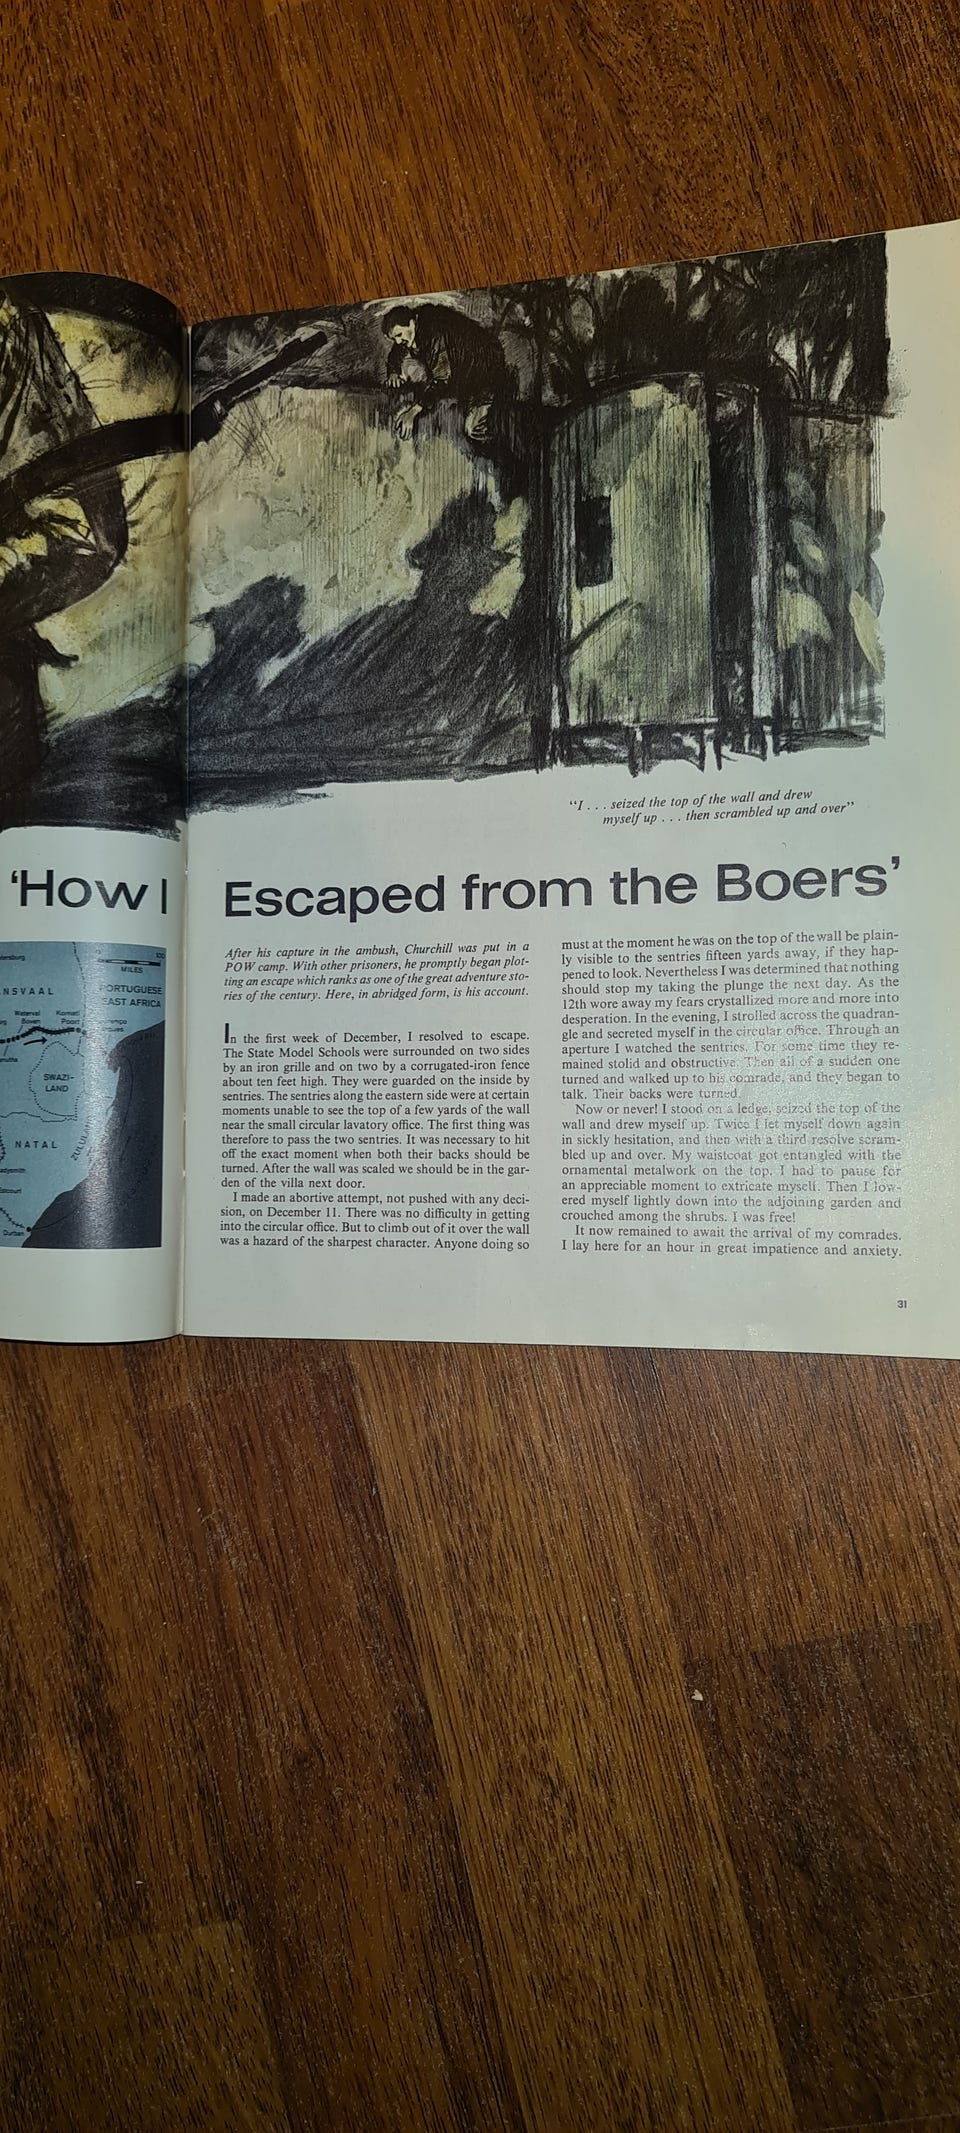 “I . . . seized the top of the wall and drew
myself up . . . then scrambled up and over”
‘How I Escaped from the Boers’
MILES
NSVAAL
PORTUGUESE
EAST AFRICA
Waterval
Boven
Komati
Poort
SWAZI-
LAND
NATAL
Durban
After his capture in the ambush, Churchill was put in a
POW camp. With other prisoners, he promptly began plot-
ting an escape which ranks as one of the great adventure sto-
ries of the century. Here, in abridged form, is his account.
In the first week of December, I resolved to escape.
The State Model Schools were surrounded on two sides
by an iron grille and on two by a corrugated-iron fence
about ten feet high. They were guarded on the inside by
sentries. The sentries along the eastern side were at certain
moments unable to see the top of a few yards of the wall
near the small circular lavatory office. The first thing was
therefore to pass the two sentries. It was necessary to hit
off the exact moment when both their backs should be
turned. After the wall was scaled we should be in the gar-
den of the villa next door.
I made an abortive attempt, not pushed with any deci-
sion, on December 11. There was no difficulty in getting
into the circular office. But to climb out of it over the wall
was a hazard of the sharpest character. Anyone doing so
must at the moment he was on the top of the wall be plain-
ly visible to the sentries fifteen yards away, if they hap-
pened to look. Nevertheless I was determined that nothing
should stop my taking the plunge the next day. As the
12th wore away my fears crystallized more and more into
desperation. In the evening, I strolled across the quadran-
gle and secreted myself in the circular office. Through an
aperture I watched the sentries. For some time they re-
mained stolid and obstructive. Then all of a sudden one
turned and walked up to his comrade, and they began to
talk. Their backs were turned.
Now or never! I stood on a ledge, seized the top of the
wall and drew myself up. Twice I let myself down again
in sickly hesitation, and then with a third resolve scram-
bled up and over. My waistcoat got entangled with the
ornamental metalwork on the top. I had to pause for
an appreciable moment to extricate myself. Then I low-
ered myself lightly down into the adjoining garden and
crouched among the shrubs. I was free!
It now remained to await the arrival of my comrades.
I lay here for an hour in great impatience and anxiety.
31